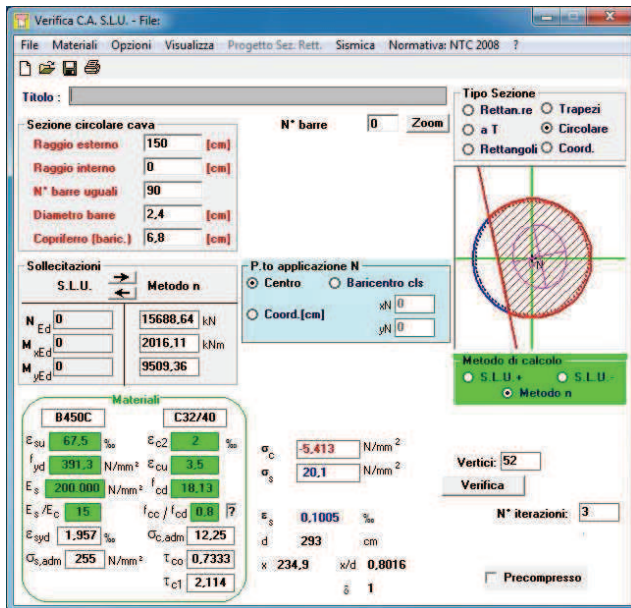 Verifica C.A. S.L.U. - File:
File Materiali Opzioni Visualizza Progetto Sez. Rett. Sismica Normativa: NTC 2008 ?
Titolo :
Tipo Sezione
Rettan.re Trapezi
a T Circolare
Rettangoli Coord.
Sezione circolare cava
N° barre 0 Zoom
Raggio esterno 150 [cm]
Raggio interno 0 [cm]
N° barre uguali 90
Diametro barre 2,4 [cm]
Copriferro (baric.) 6,8 [cm]
N
Sollecitazioni
S.L.U. Metodo n
N Ed 0 15688,64 kN
M xEd 0 2016,11 kNm
M yEd 0 9509,36
P.to applicazione N
Centro Baricentro cls
Coord.[cm] xN 0
yN 0
Metodo di calcolo
S.L.U.+ S.L.U.-
Metodo n
Materiali
B450C C32/40
εsu 67,5 ‰ εc2 2 ‰
fyd 391,3 N/mm² εcu 3,5
Es 200.000 N/mm² fcd 18,13
Es/Ec 15 fcc / fcd 0,8 ?
εsyd 1,957 ‰ σc,adm 12,25
σs,adm 255 N/mm² τco 0,7333
τc1 2,114
σc -5,413 N/mm²
σs 20,1 N/mm²
εs 0,1005 ‰
d 293 cm
x 234,9 x/d 0,8016
δ 1
Vertici: 52
Verifica
N° iterazioni: 3
Precompresso